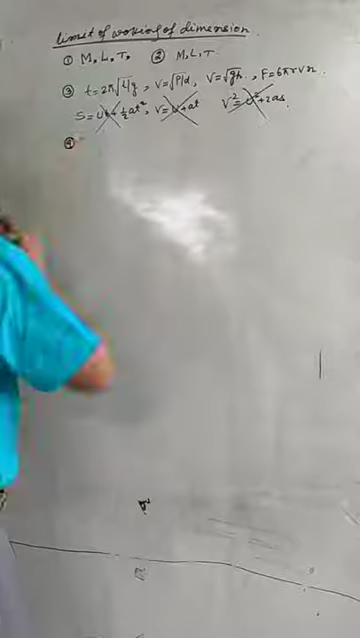 Limit of working of dimension
① M, L, T, ② M, L, T
③ t=2π√L/g, V=√P/d, V=√gh, F=6πrvη
S=ut+½at², V=u+at V²=u²+2as
④